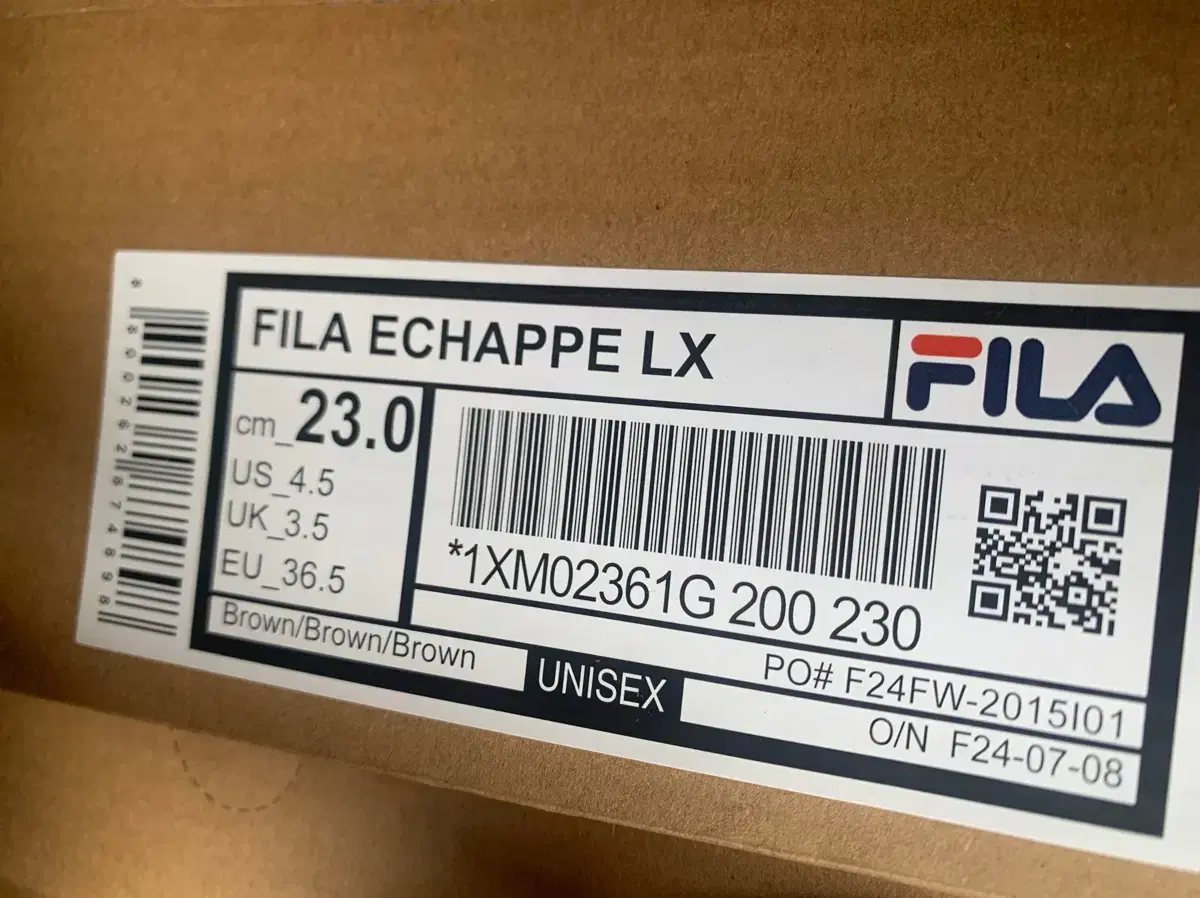 FILA ECHAPPE LX
FILA
cm_23.0
US_4.5
UK_3.5
EU_36.5
*1XM02361G 200 230
Brown/Brown/Brown
UNISEX
PO# F24FW-2015I01
O/N F24-07-08